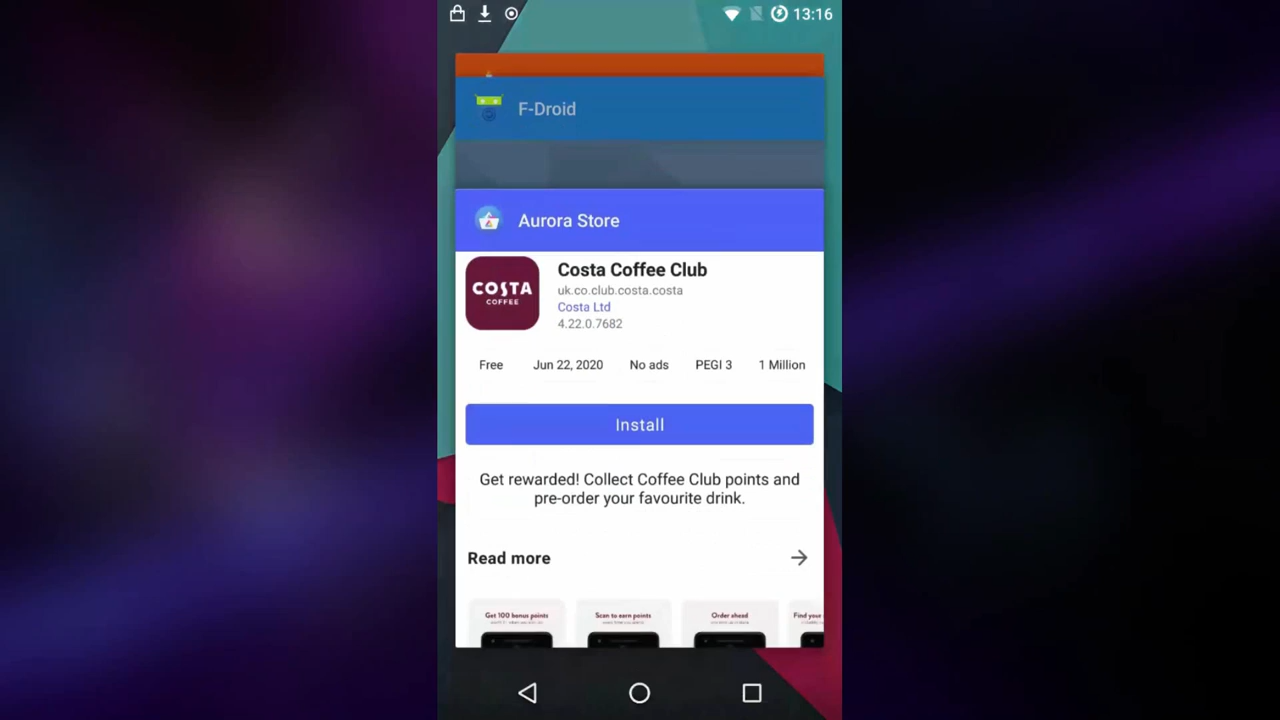 13:16
F-Droid
Aurora Store
COSTA
COFFEE
Costa Coffee Club
uk.co.club.costa.costa
Costa Ltd
4.22.0.7682
Free Jun 22, 2020 No ads PEGI 3 1 Million
Install
Get rewarded! Collect Coffee Club points and
pre-order your favourite drink.
Read more
Get 100 bonus points Scan to earn points Order ahead Find your